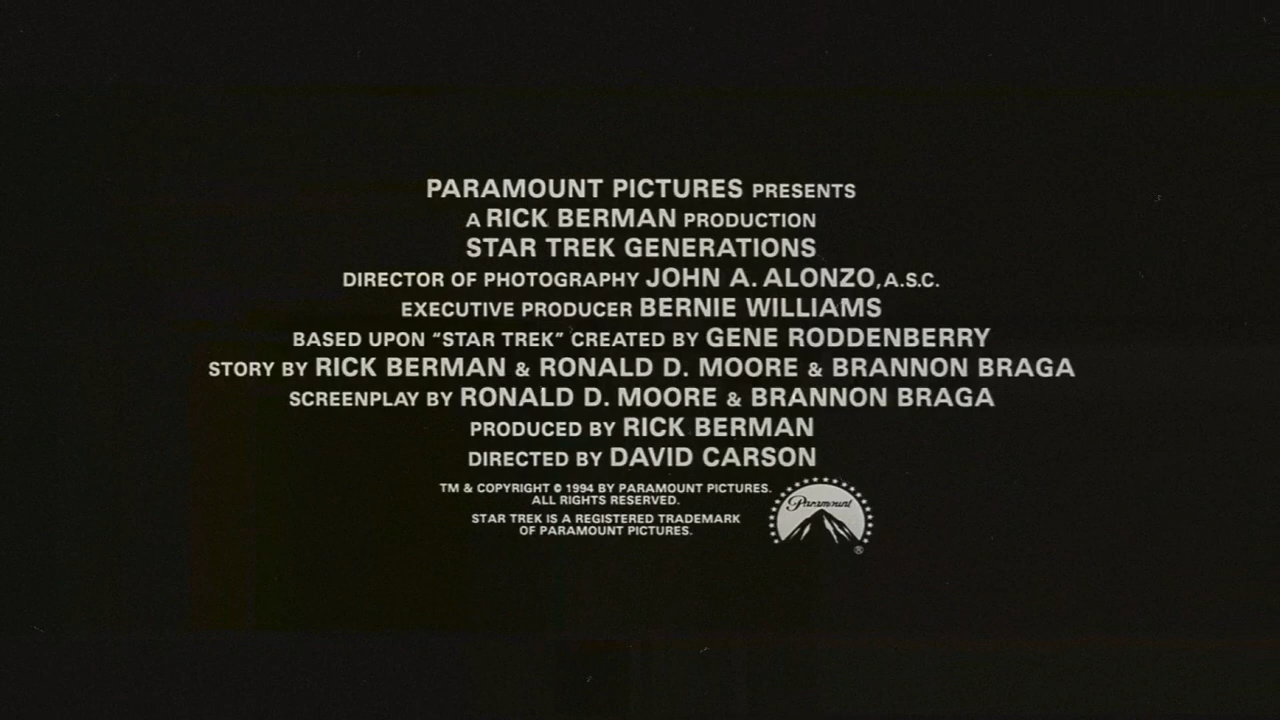 PARAMOUNT PICTURES PRESENTS
A RICK BERMAN PRODUCTION
STAR TREK GENERATIONS
DIRECTOR OF PHOTOGRAPHY JOHN A. ALONZO, A.S.C.
EXECUTIVE PRODUCER BERNIE WILLIAMS
BASED UPON “STAR TREK” CREATED BY GENE RODDENBERRY
STORY BY RICK BERMAN & RONALD D. MOORE & BRANNON BRAGA
SCREENPLAY BY RONALD D. MOORE & BRANNON BRAGA
PRODUCED BY RICK BERMAN
DIRECTED BY DAVID CARSON
TM & COPYRIGHT © 1994 BY PARAMOUNT PICTURES.
ALL RIGHTS RESERVED.
STAR TREK IS A REGISTERED TRADEMARK
OF PARAMOUNT PICTURES.
Paramount
®